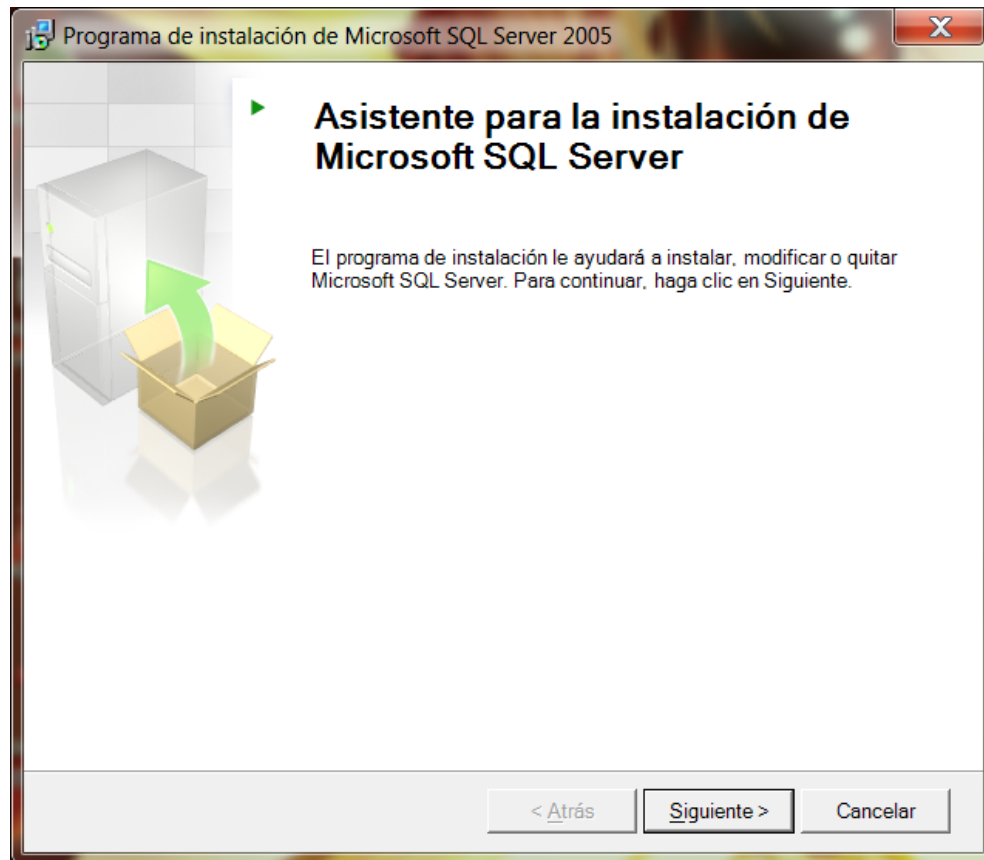 Programa de instalación de Microsoft SQL Server 2005
Asistente para la instalación de
Microsoft SQL Server
El programa de instalación le ayudará a instalar, modificar o quitar
Microsoft SQL Server. Para continuar, haga clic en Siguiente.
< Atrás
Siguiente >
Cancelar